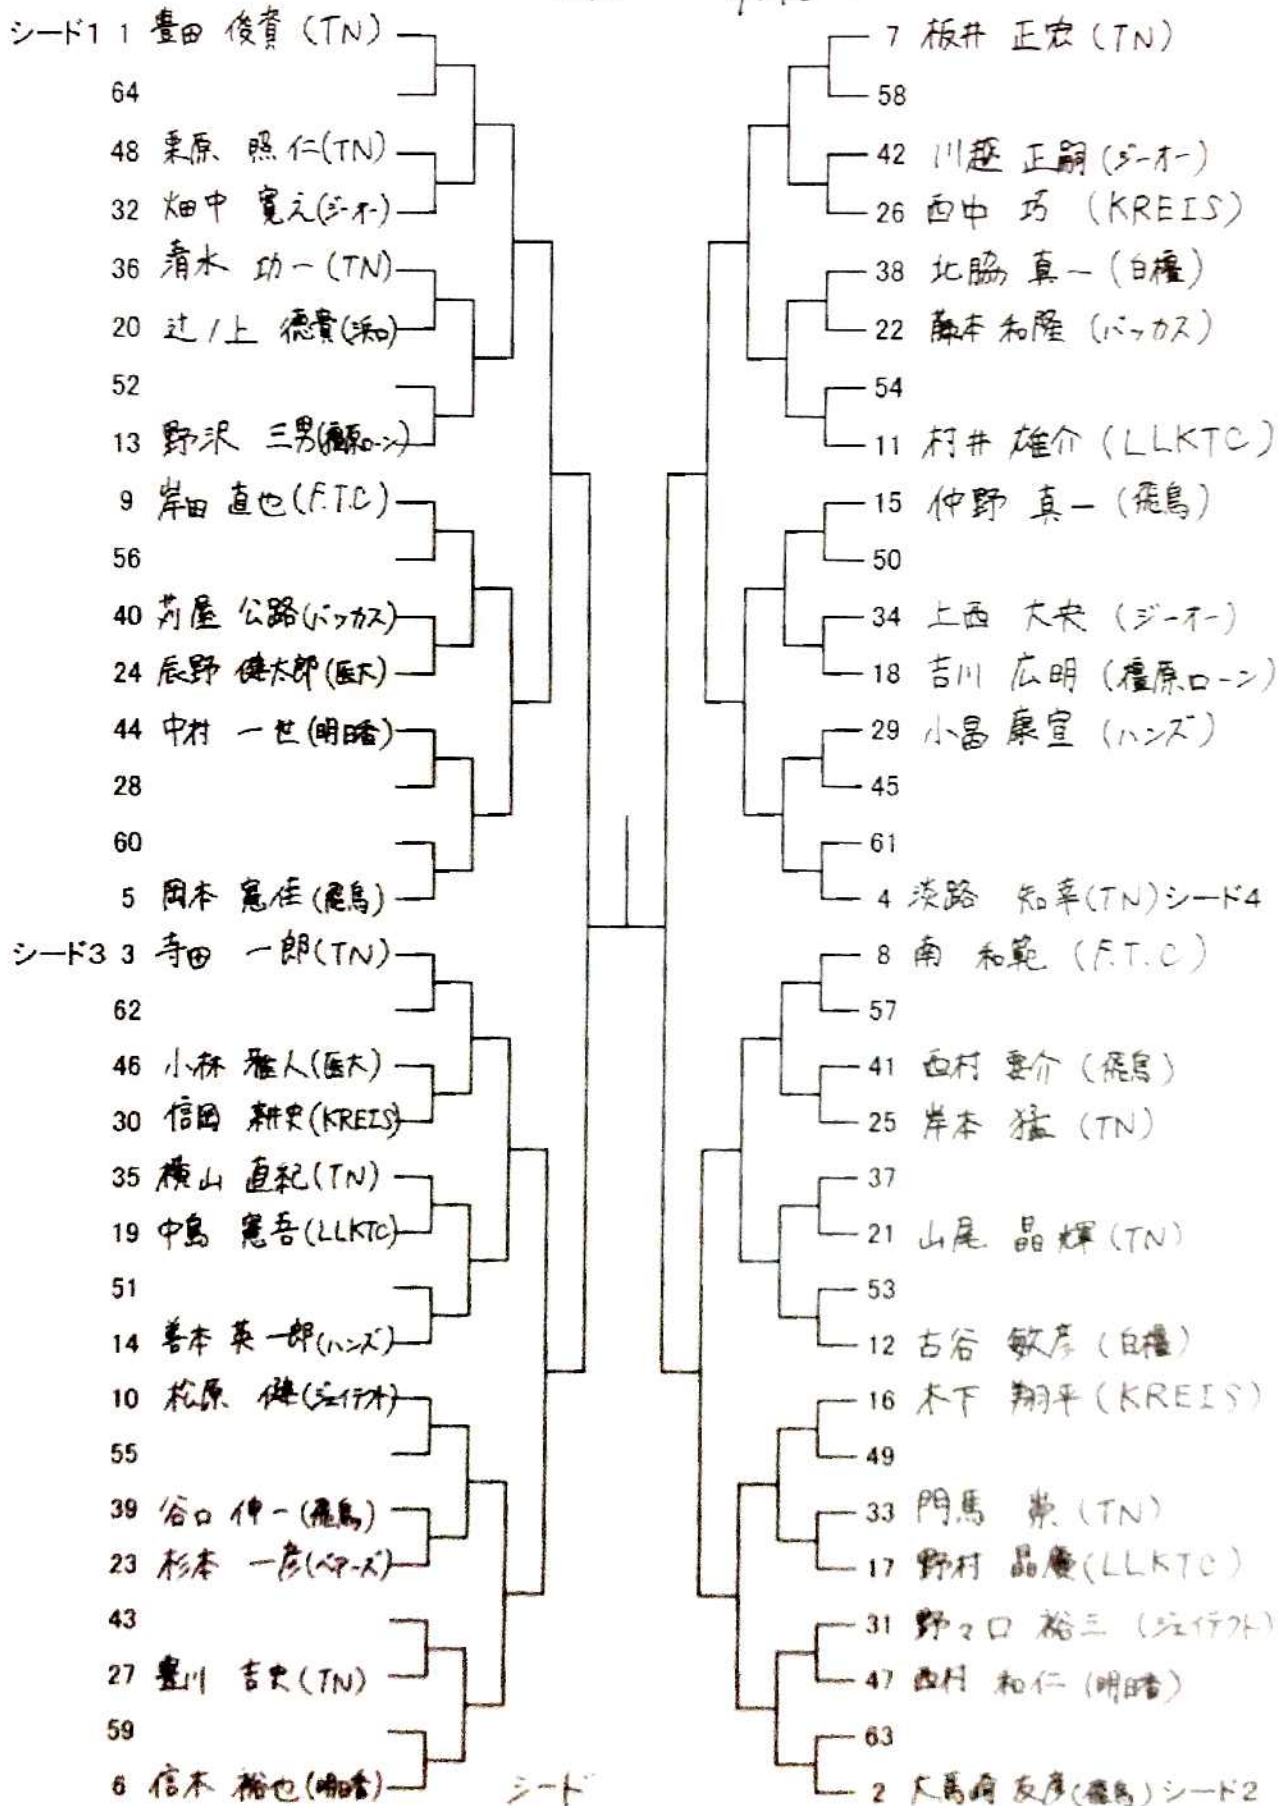 シード1 1 豊田 俊貴 (TN)
64
48 栗原 照仁(TN)
32 畑中 寛之(ジーオー)
36 清水 功一(TN)
20 辻ノ上 徳貴(浜口)
52
13 野沢 三男(橿原ローン)
9 岸田 直也(F.T.C)
56
40 苅屋 公路(バッカス)
24 辰野 健太郎(医大)
44 中村 一世(明日香)
28
60
5 岡本 憲佳(飛鳥)
シード3 3 寺田 一郎(TN)
62
46 小林 雅人(医大)
30 信岡 耕史(KREIS)
35 横山 直紀(TN)
19 中島 憲吾(LLKTC)
51
14 善本 英一郎(ハンズ)
10 松原 健(ジェイテクト)
55
39 谷口 伸一(飛鳥)
23 杉本 一彦(ベアーズ)
43
27 豊川 吉史(TN)
59
6 信本 裕也(明日香)
シード
7 板井 正宏(TN)
58
42 川越 正嗣(ジーオー)
26 西中 巧 (KREIS)
38 北脇 真一(白橿)
22 藤本 和隆 (バッカス)
54
11 村井 雄介(LLKTC)
15 仲野 真一(飛鳥)
50
34 上西 大央 (ジーオー)
18 吉川 広明(橿原ローン)
29 小畠 康宣 (ハンズ)
45
61
4 淡路 知幸(TN)シード4
8 南 和範 (F.T.C)
57
41 西村 要介(飛鳥)
25 岸本 猛 (TN)
37
21 山尾 晶輝(TN)
53
12 古谷 敏彦(白橿)
16 木下 翔平(KREIS)
49
33 門馬 崇(TN)
17 野村 晶慶(LLKTC)
31 野々口 裕三 (ジェイテクト)
47 西村 和仁(明日香)
63
2 大馬 友彦(飛鳥)シード2